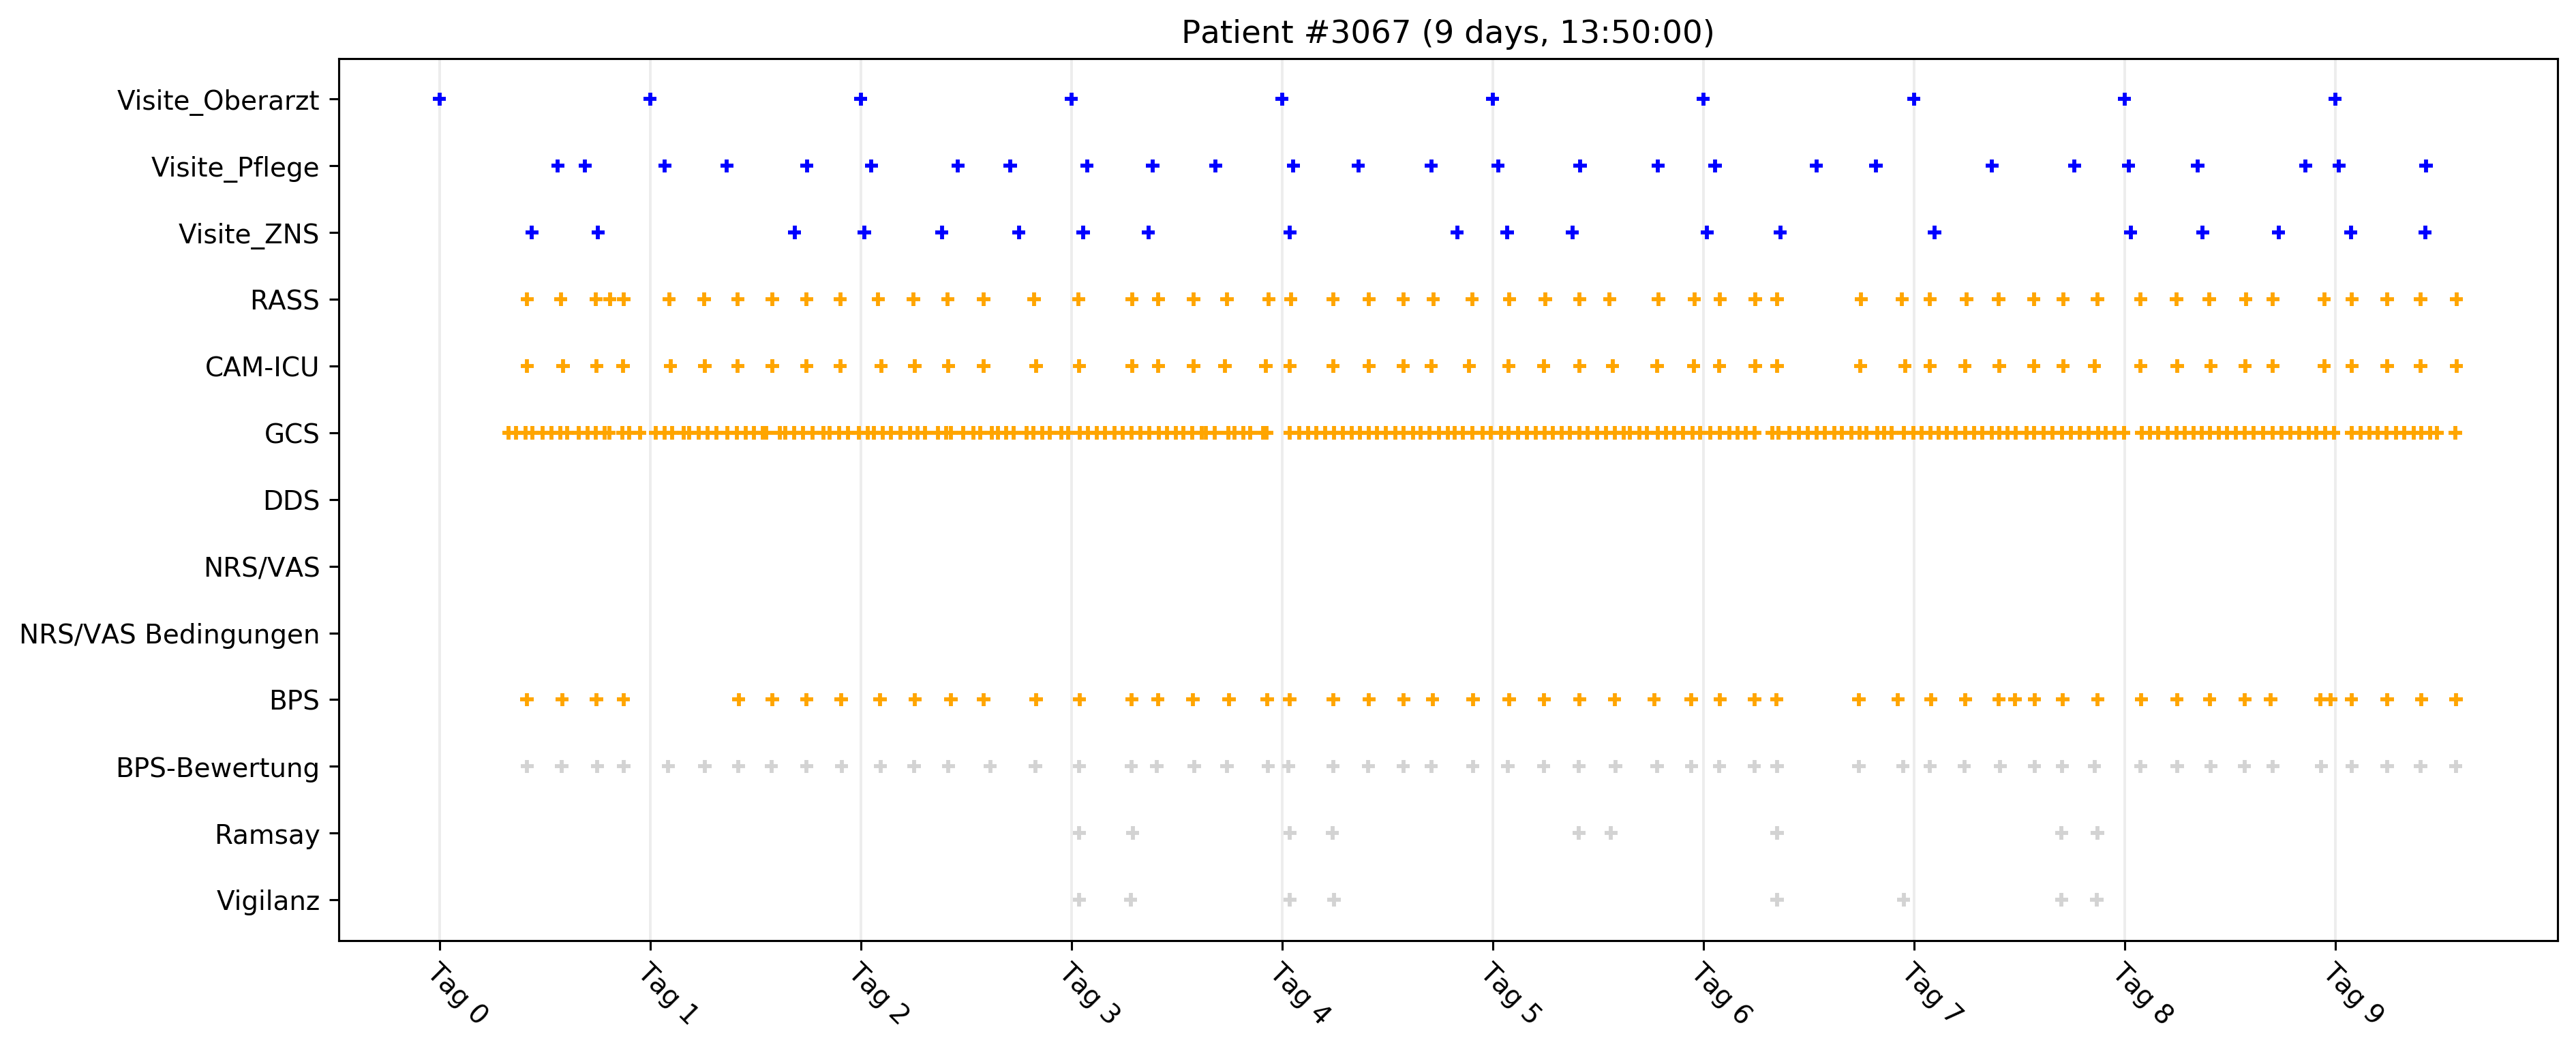 Patient #3067 (9 days, 13:50:00)
Visite_Oberarzt
Visite_Pflege
Visite_ZNS
RASS
CAM-ICU
GCS
DDS
NRS/VAS
NRS/VAS Bedingungen
BPS
BPS-Bewertung
Ramsay
Vigilanz
Tag 0
Tag 1
Tag 2
Tag 3
Tag 4
Tag 5
Tag 6
Tag 7
Tag 8
Tag 9